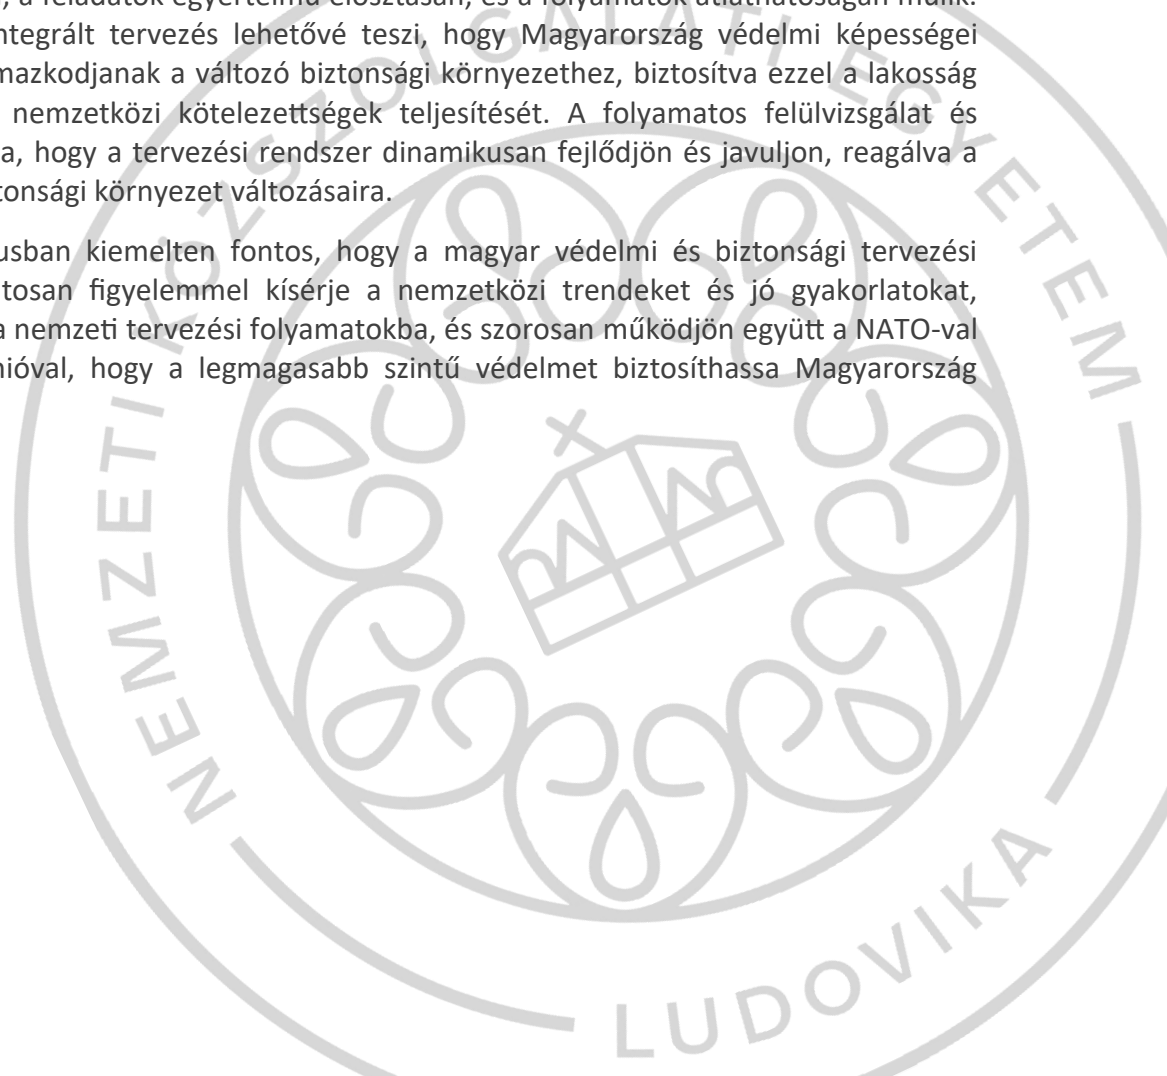 a feladatok egyértelmű elosztásán, és a folyamatok átláthatóságán múlik.
ntegrált tervezés lehetővé teszi, hogy Magyarország védelmi képességei
mazkodjanak a változó biztonsági környezethez, biztosítva ezzel a lakosság
nemzetközi kötelezettségek teljesítését. A folyamatos felülvizsgálat és
a, hogy a tervezési rendszer dinamikusan fejlődjön és javuljon, reagálva a
tonsági környezet változásaira.
usban kiemelten fontos, hogy a magyar védelmi és biztonsági tervezési
tosan figyelemmel kísérje a nemzetközi trendeket és jó gyakorlatokat,
a nemzeti tervezési folyamatokba, és szorosan működjön együtt a NATO-val
nióval, hogy a legmagasabb szintű védelmet biztosíthassa Magyarország
NEMZETI KÖZSZOLGÁLATI EGYETEM
LUDOVIKA